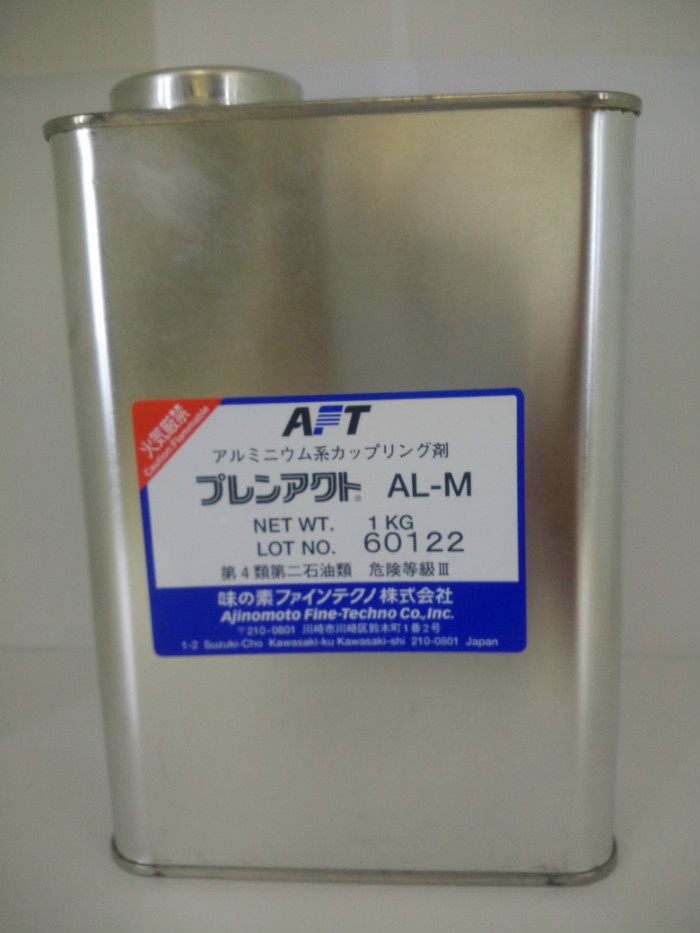 火気厳禁
Caution-Flammable
AFT
アルミニウム系カップリング剤
プレンアクト® AL-M
NET WT. 1 KG
LOT NO. 60122
第4類第二石油類 危険等級Ⅲ
味の素ファインテクノ株式会社
Ajinomoto Fine-Techno Co.,Inc.
〒210-0801 川崎市川崎区鈴木町1番2号
1-2 Suzuki-Cho Kawasaki-ku Kawasaki-shi 210-0801 Japan